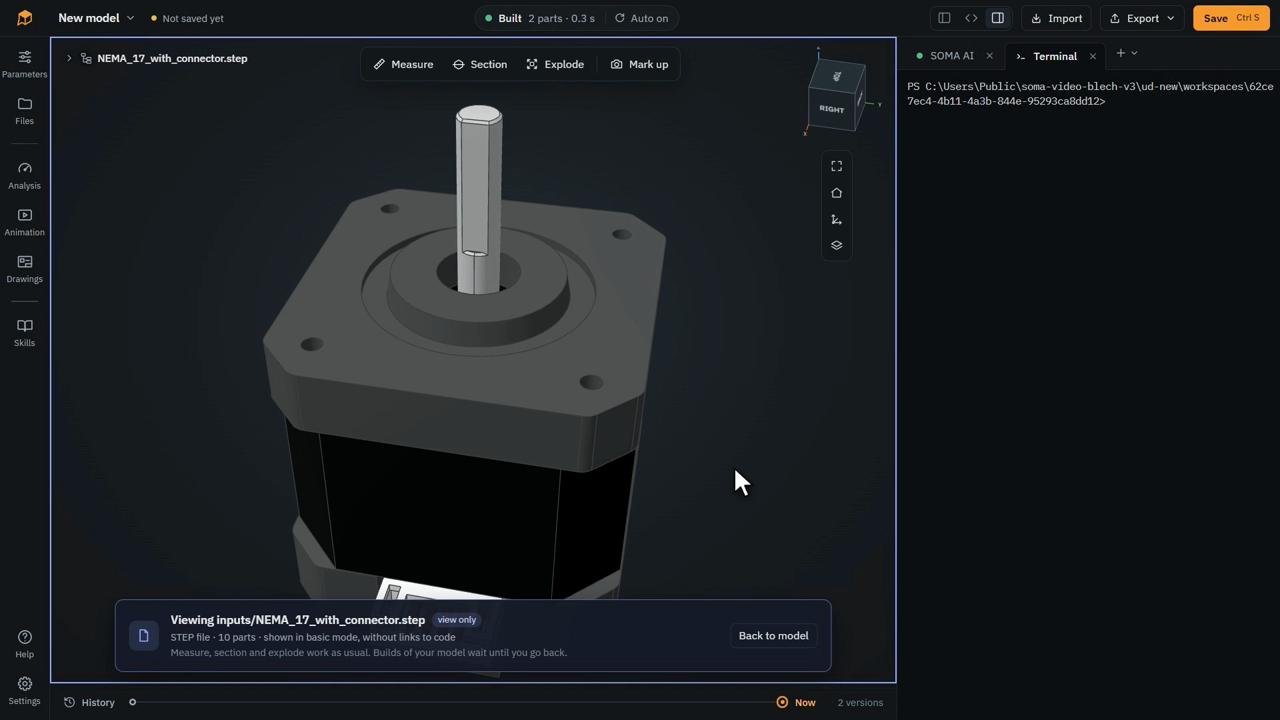 New model
Not saved yet
Built 2 parts · 0.3 s Auto on
Import
Export
Save Ctrl S
Parameters
Files
Analysis
Animation
Drawings
Skills
Help
Settings
NEMA_17_with_connector.step
Measure
Section
Explode
Mark up
RIGHT
Y
X
SOMA AI
Terminal
PS C:\Users\Public\soma-video-blech-v3\ud-new\workspaces\62ce
7ec4-4b11-4a3b-844e-95293ca8dd12>
Viewing inputs/NEMA_17_with_connector.step view only
STEP file · 10 parts · shown in basic mode, without links to code
Measure, section and explode work as usual. Builds of your model wait until you go back.
Back to model
History
Now
2 versions